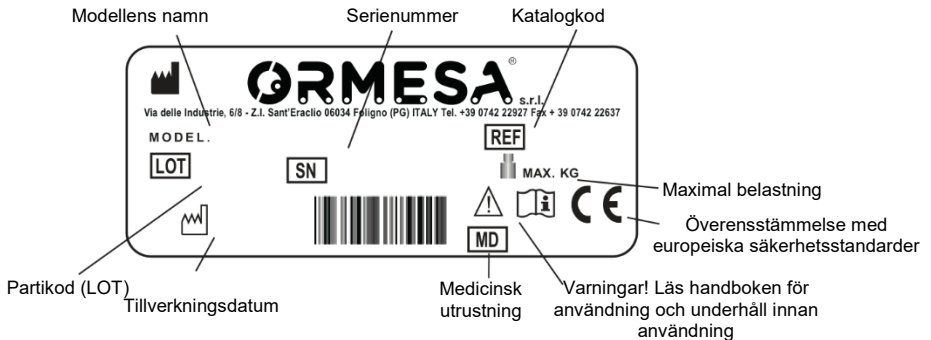 Modellens namn
Serienummer
Katalogkod
ORMESA® s.r.l.
Via delle Industrie, 6/8 - Z.I. Sant'Eraclio 06034 Foligno (PG) ITALY Tel. +39 0742 22927 Fax + 39 0742 22637
MODEL.
REF
LOT
SN
MAX. KG
MD
CE
Maximal belastning
Överensstämmelse med
europeiska säkerhetsstandarder
Partikod (LOT)
Tillverkningsdatum
Medicinsk
utrustning
Varningar! Läs handboken för
användning och underhåll innan
användning